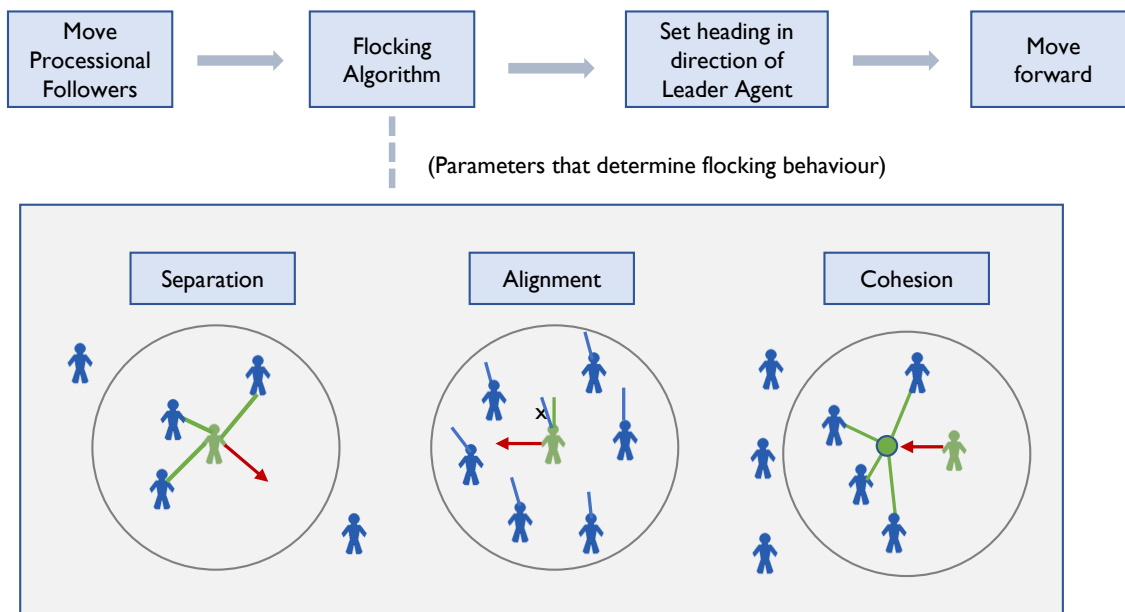 Move
Processional
Followers
Flocking
Algorithm
Set heading in
direction of
Leader Agent
Move
forward
(Parameters that determine flocking behaviour)
Separation
Alignment
Cohesion
x